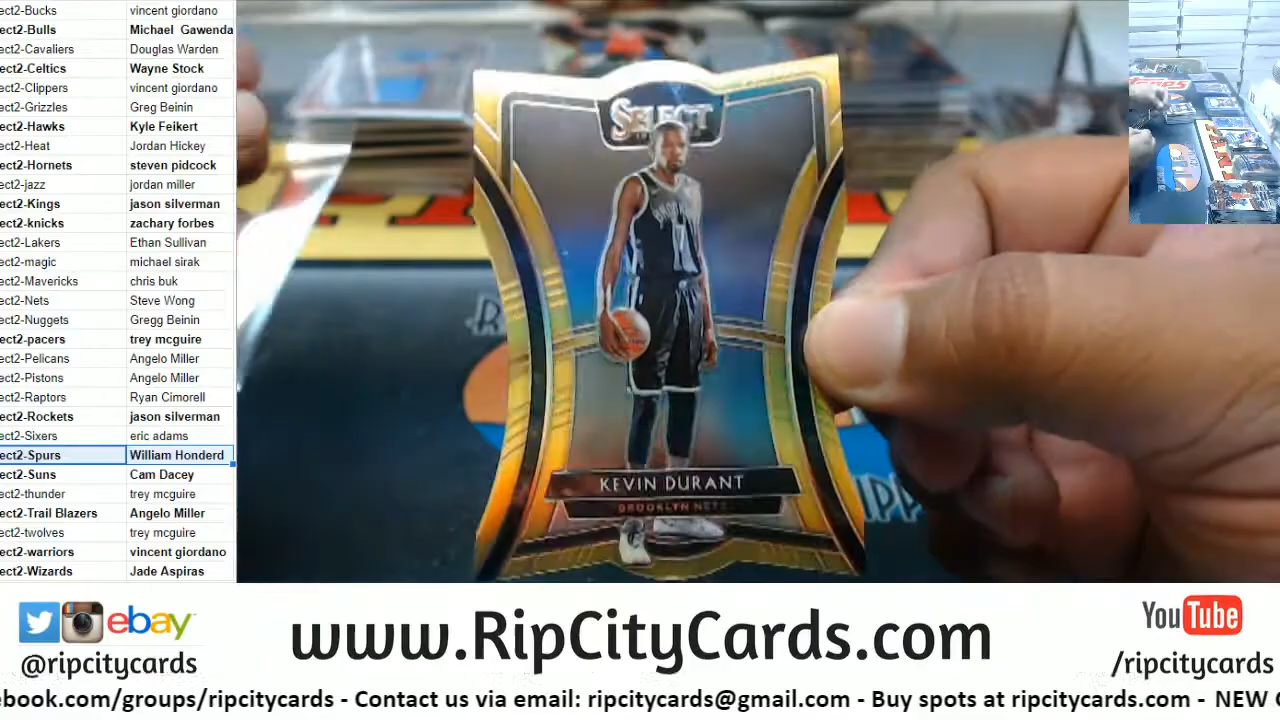 ect2-Bucks vincent giordano
ect2-Bulls Michael Gawenda
ect2-Cavaliers Douglas Warden
ect2-Celtics Wayne Stock
ect2-Clippers vincent giordano
ect2-Grizzles Greg Beinin
ect2-Hawks Kyle Feikert
ect2-Heat Jordan Hickey
ect2-Hornets steven pidcock
ect2-jazz jordan miller
ect2-Kings jason silverman
ect2-knicks zachary forbes
ect2-Lakers Ethan Sullivan
ect2-magic michael sirak
ect2-Mavericks chris buk
ect2-Nets Steve Wong
ect2-Nuggets Gregg Beinin
ect2-pacers trey mcguire
ect2-Pelicans Angelo Miller
ect2-Pistons Angelo Miller
ect2-Raptors Ryan Cimorell
ect2-Rockets jason silverman
ect2-Sixers eric adams
ect2-Spurs William Honderd
ect2-Suns Cam Dacey
ect2-thunder trey mcguire
ect2-Trail Blazers Angelo Miller
ect2-twolves trey mcguire
ect2-warriors vincent giordano
ect2-Wizards Jade Aspiras
SELECT
KEVIN DURANT
BROOKLYN NETS
ebay
@ripcitycards
www.RipCityCards.com
YouTube
/ripcitycards
cebook.com/groups/ripcitycards - Contact us via email: ripcitycards@gmail.com - Buy spots at ripcitycards.com - NEW